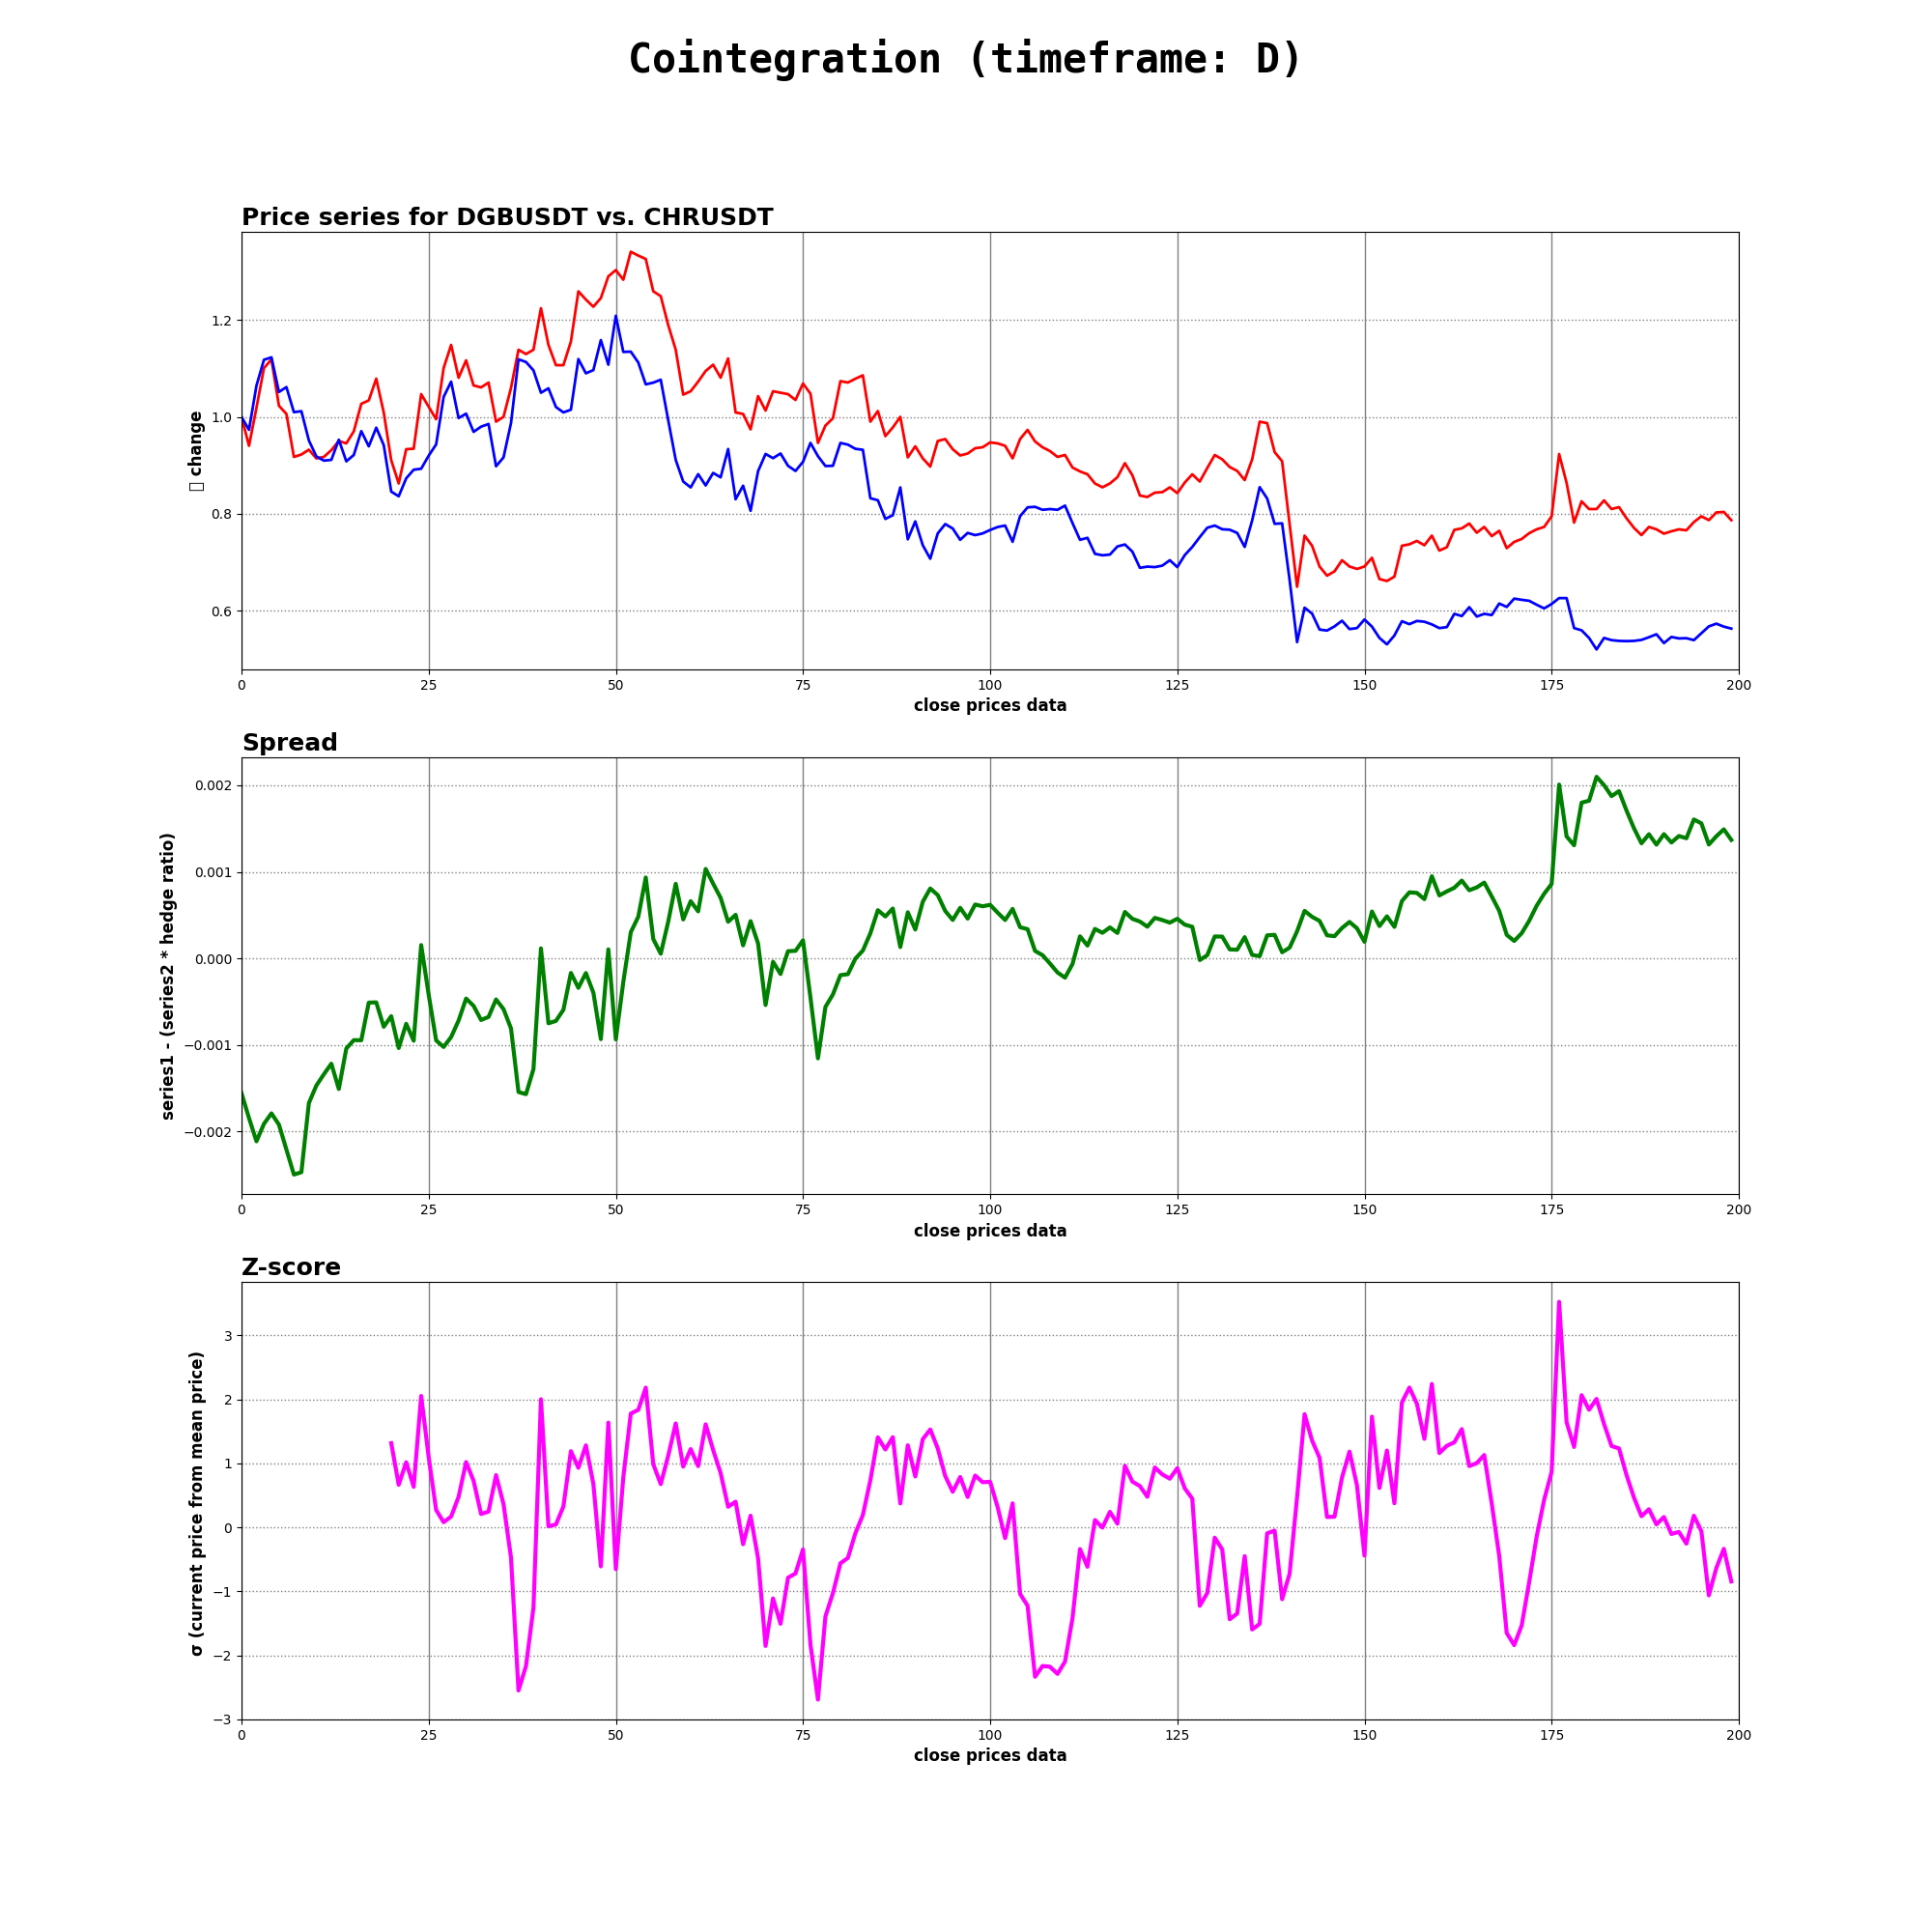 Cointegration (timeframe: D)
Price series for DGBUSDT vs. CHRUSDT
change
1.2
1.0
0.8
0.6
0 25 50 75 100 125 150 175 200
close prices data
Spread
series1 - (series2 * hedge ratio)
0.002
0.001
0.000
−0.001
−0.002
0 25 50 75 100 125 150 175 200
close prices data
Z-score
σ (current price from mean price)
3
2
1
0
−1
−2
−3
0 25 50 75 100 125 150 175 200
close prices data